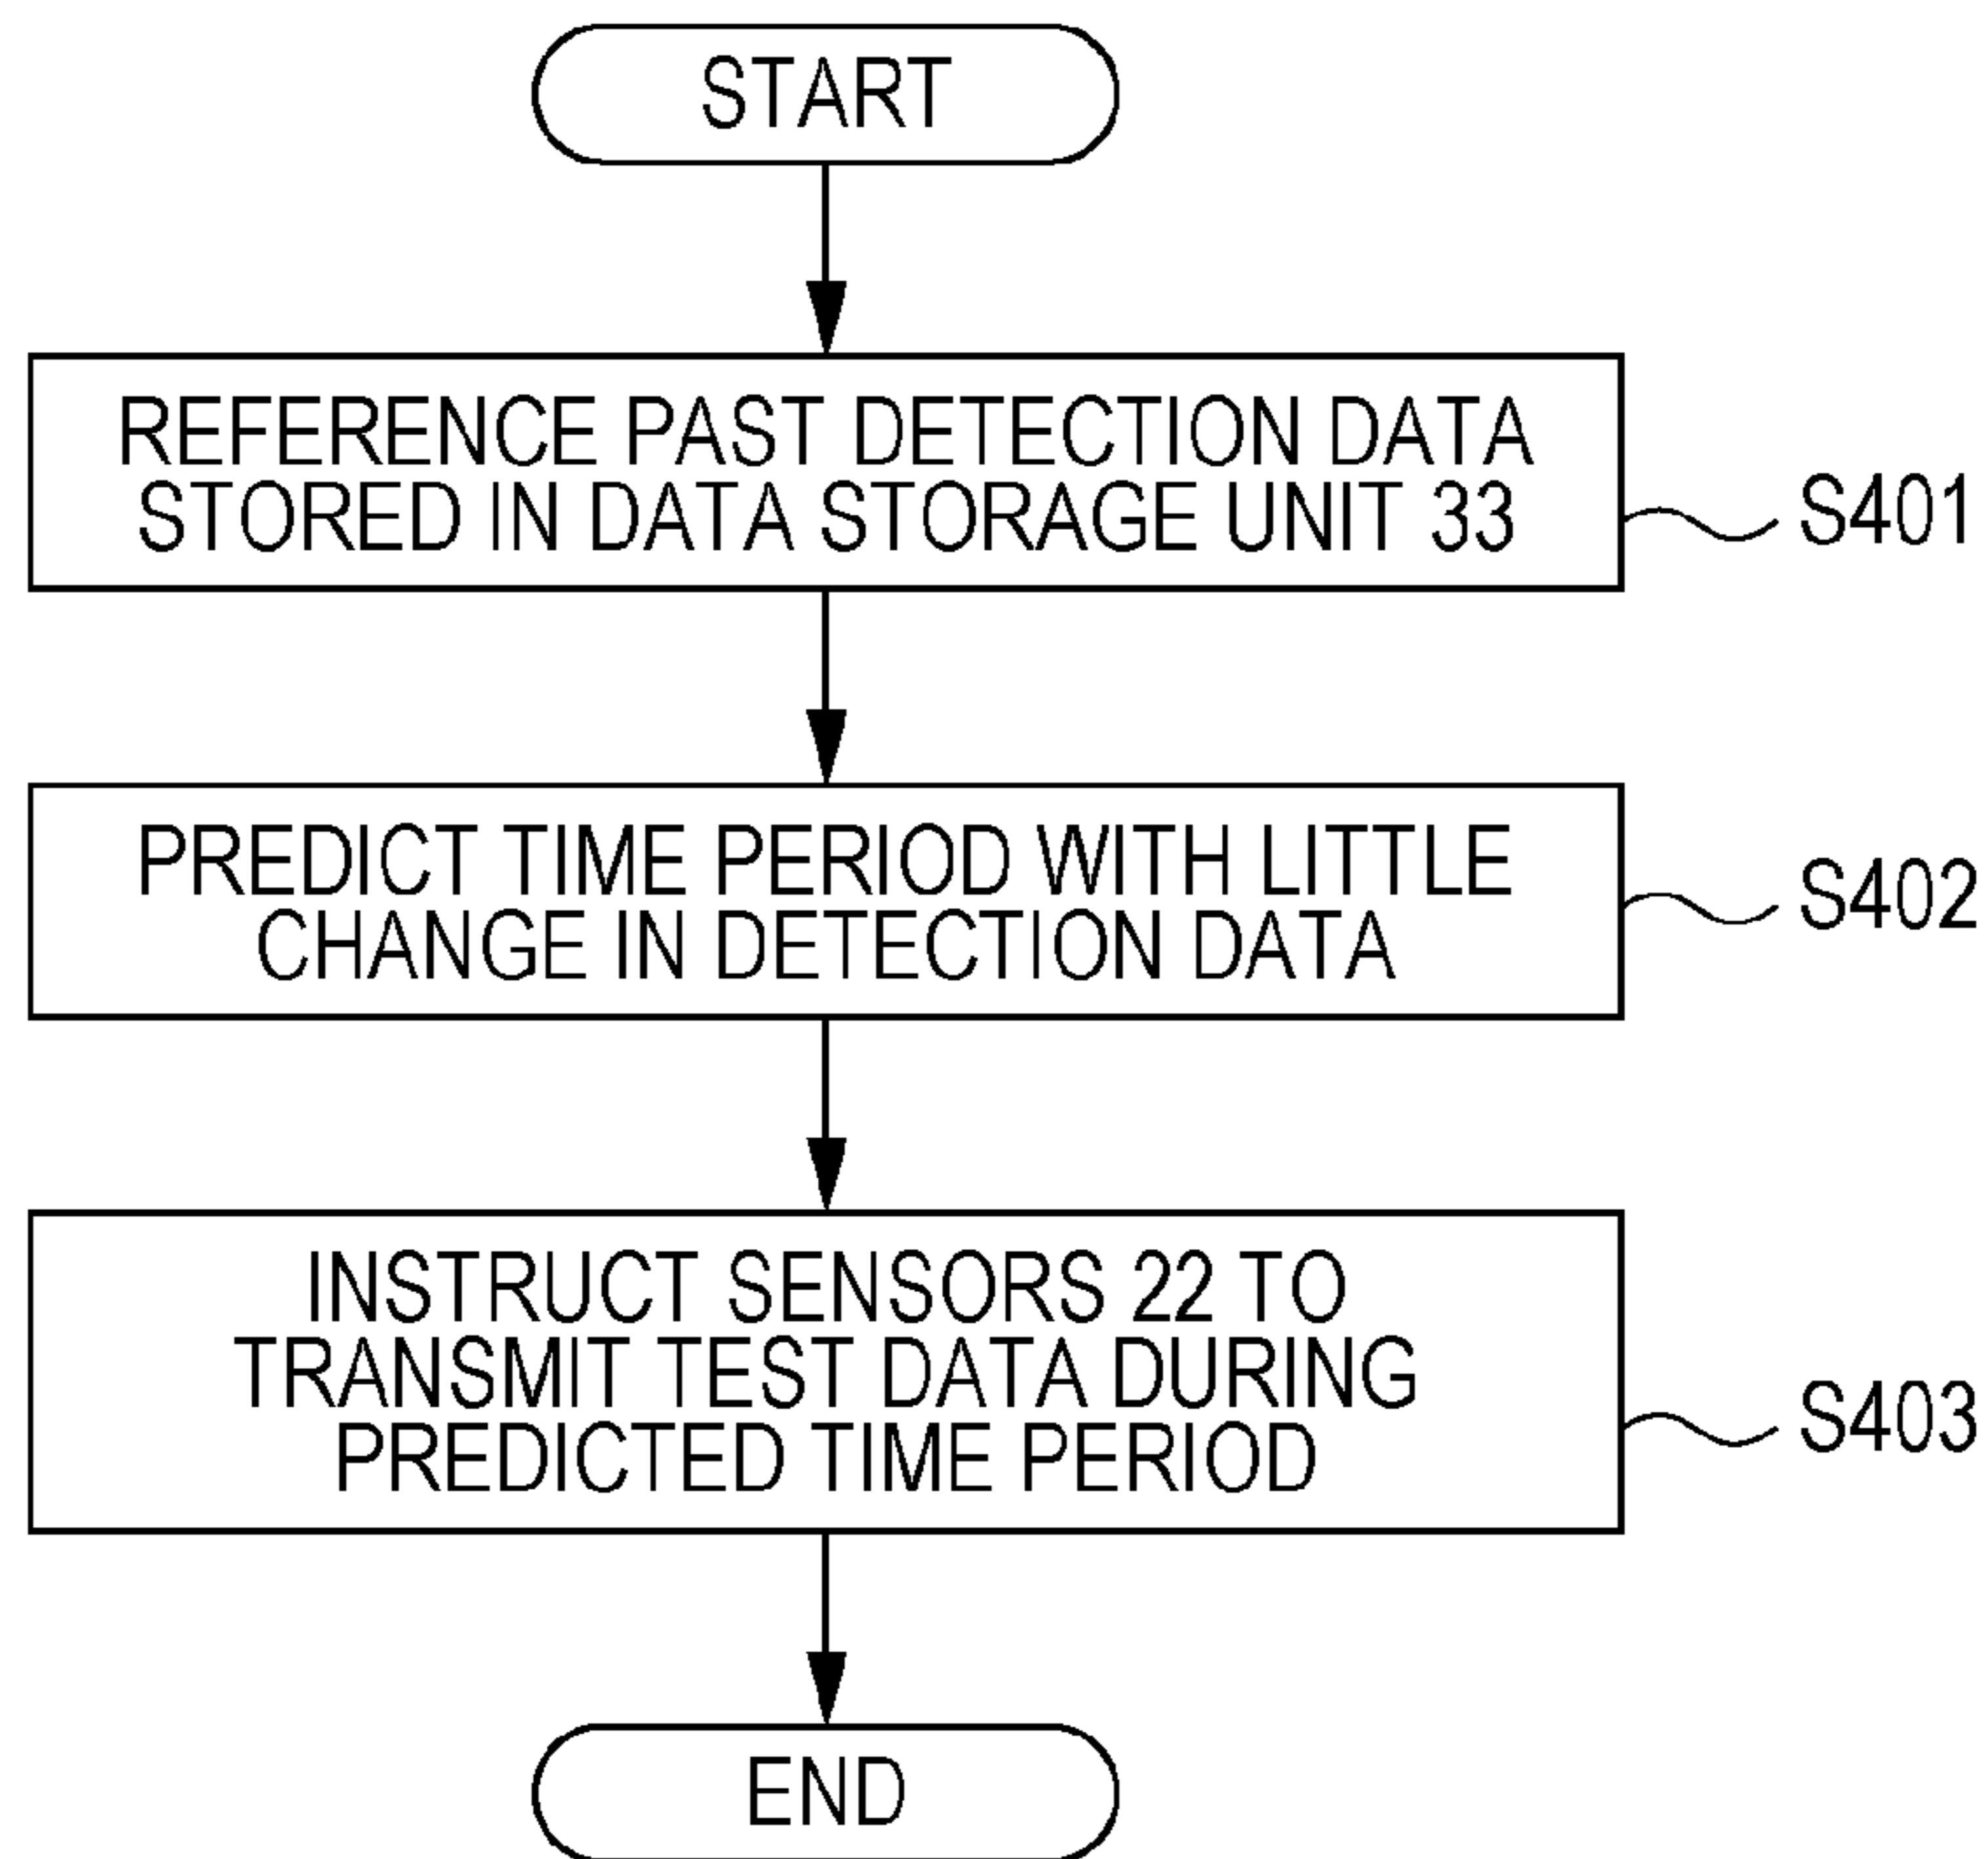 START
REFERENCE PAST DETECTION DATA
STORED IN DATA STORAGE UNIT 33
S401
PREDICT TIME PERIOD WITH LITTLE
CHANGE IN DETECTION DATA
S402
INSTRUCT SENSORS 22 TO
TRANSMIT TEST DATA DURING
PREDICTED TIME PERIOD
S403
END